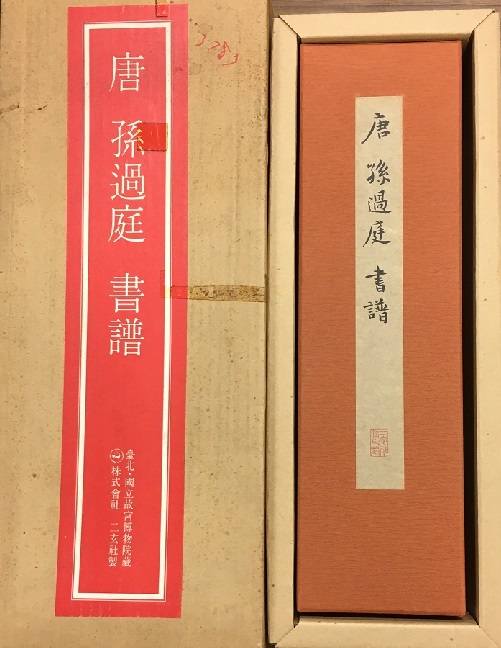 唐 孫過庭 書譜
臺北・國立故宮博物院藏
株式會社 二玄社製
唐 孫過庭 書譜